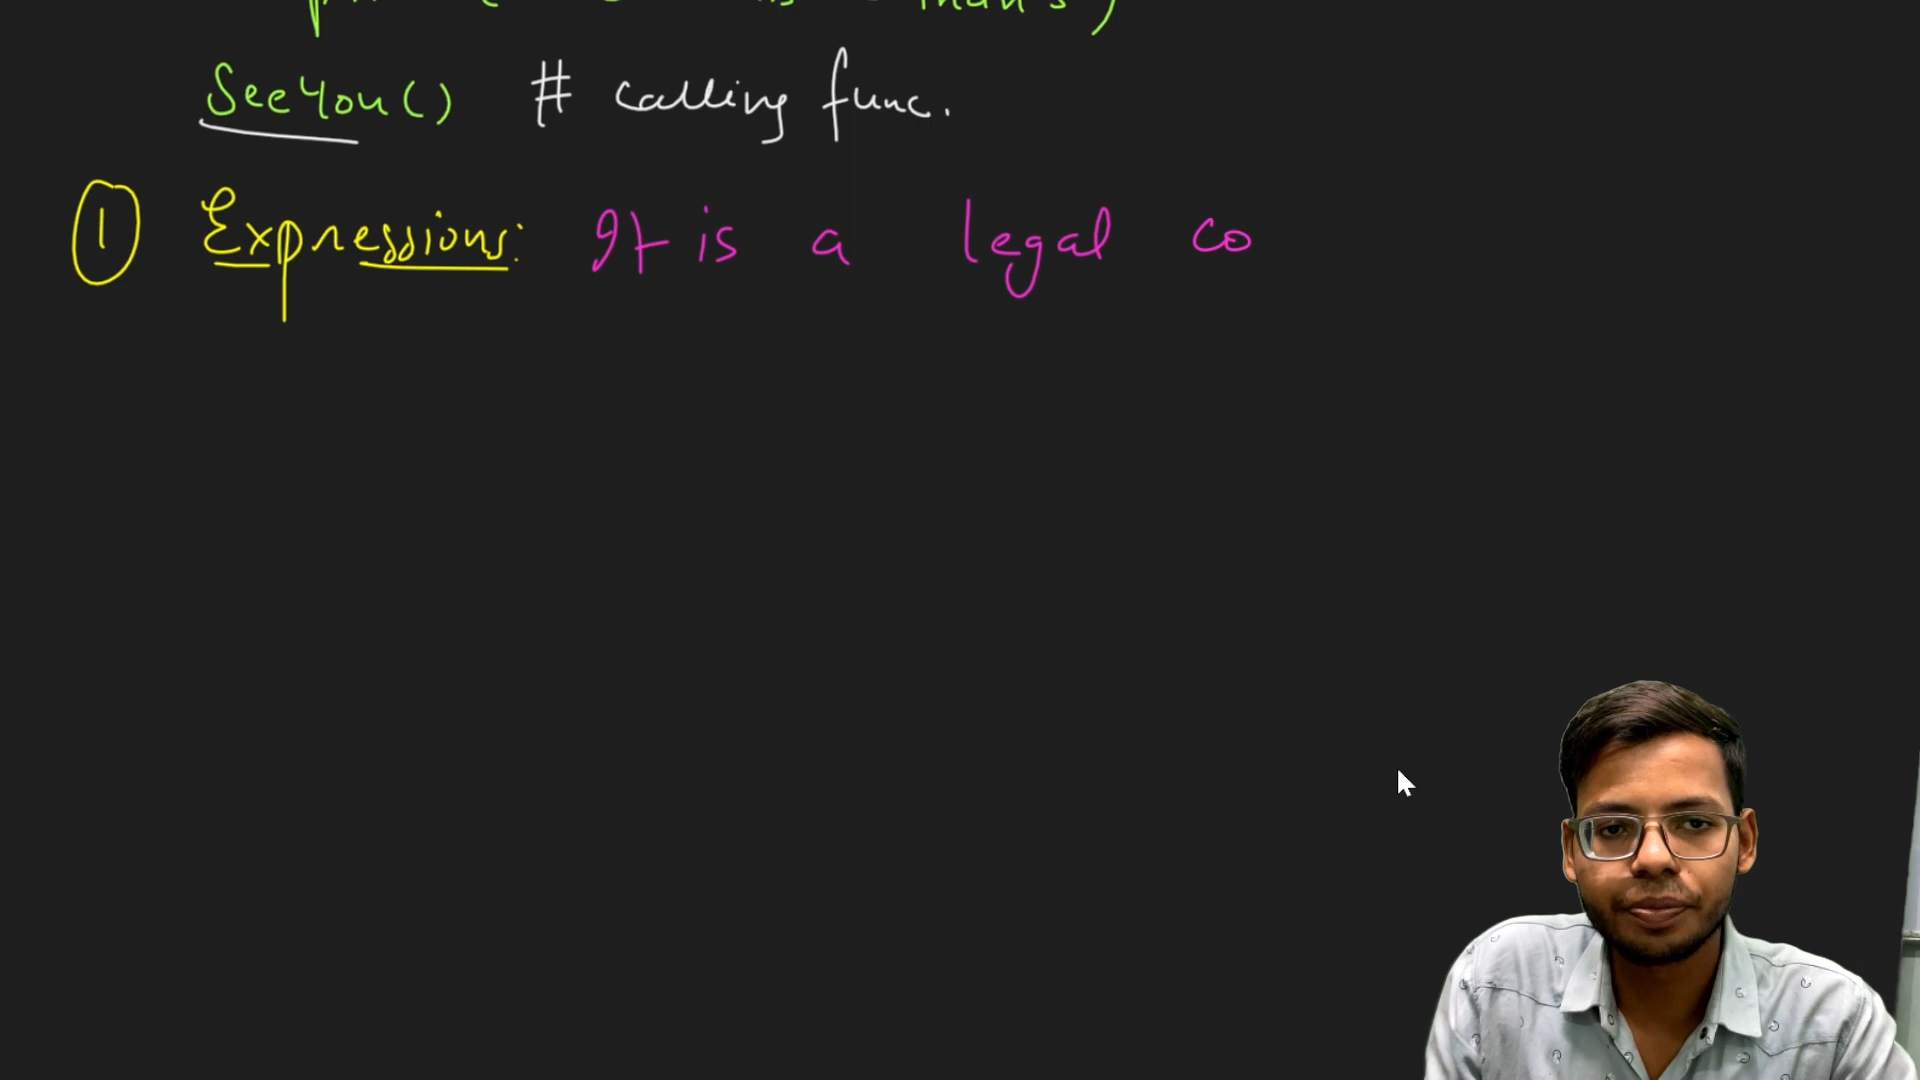 SeeYou() # calling func.
① Expressions: It is a legal co